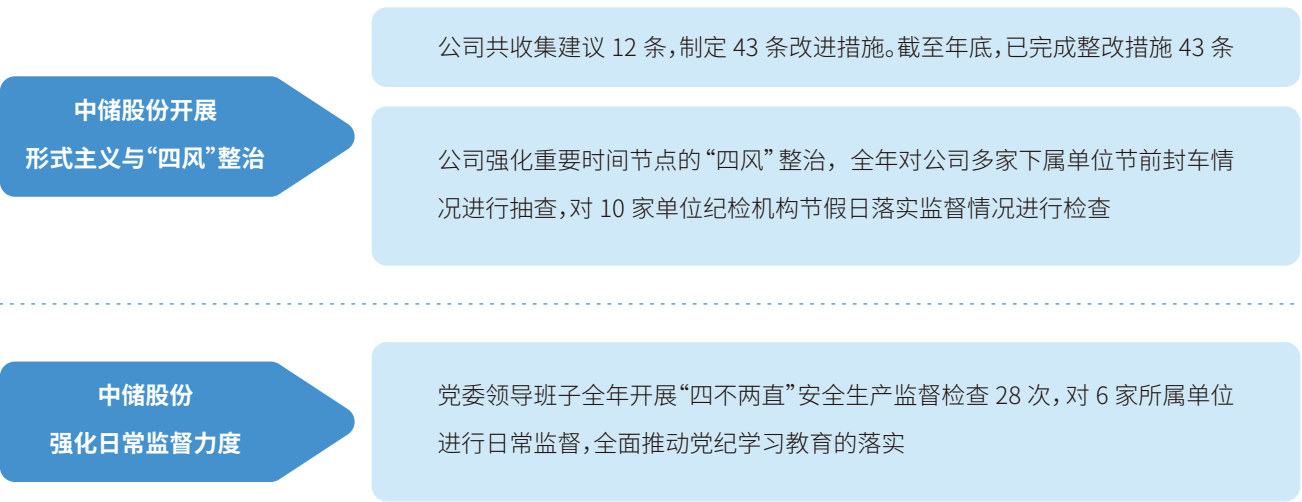 中储股份开展
形式主义与“四风”整治
公司共收集建议 12 条,制定 43 条改进措施。截至年底,已完成整改措施 43 条
公司强化重要时间节点的“四风”整治，全年对公司多家下属单位节前封车情
况进行抽查,对 10 家单位纪检机构节假日落实监督情况进行检查
中储股份
强化日常监督力度
党委领导班子全年开展“四不两直”安全生产监督检查 28 次,对 6 家所属单位
进行日常监督,全面推动党纪学习教育的落实